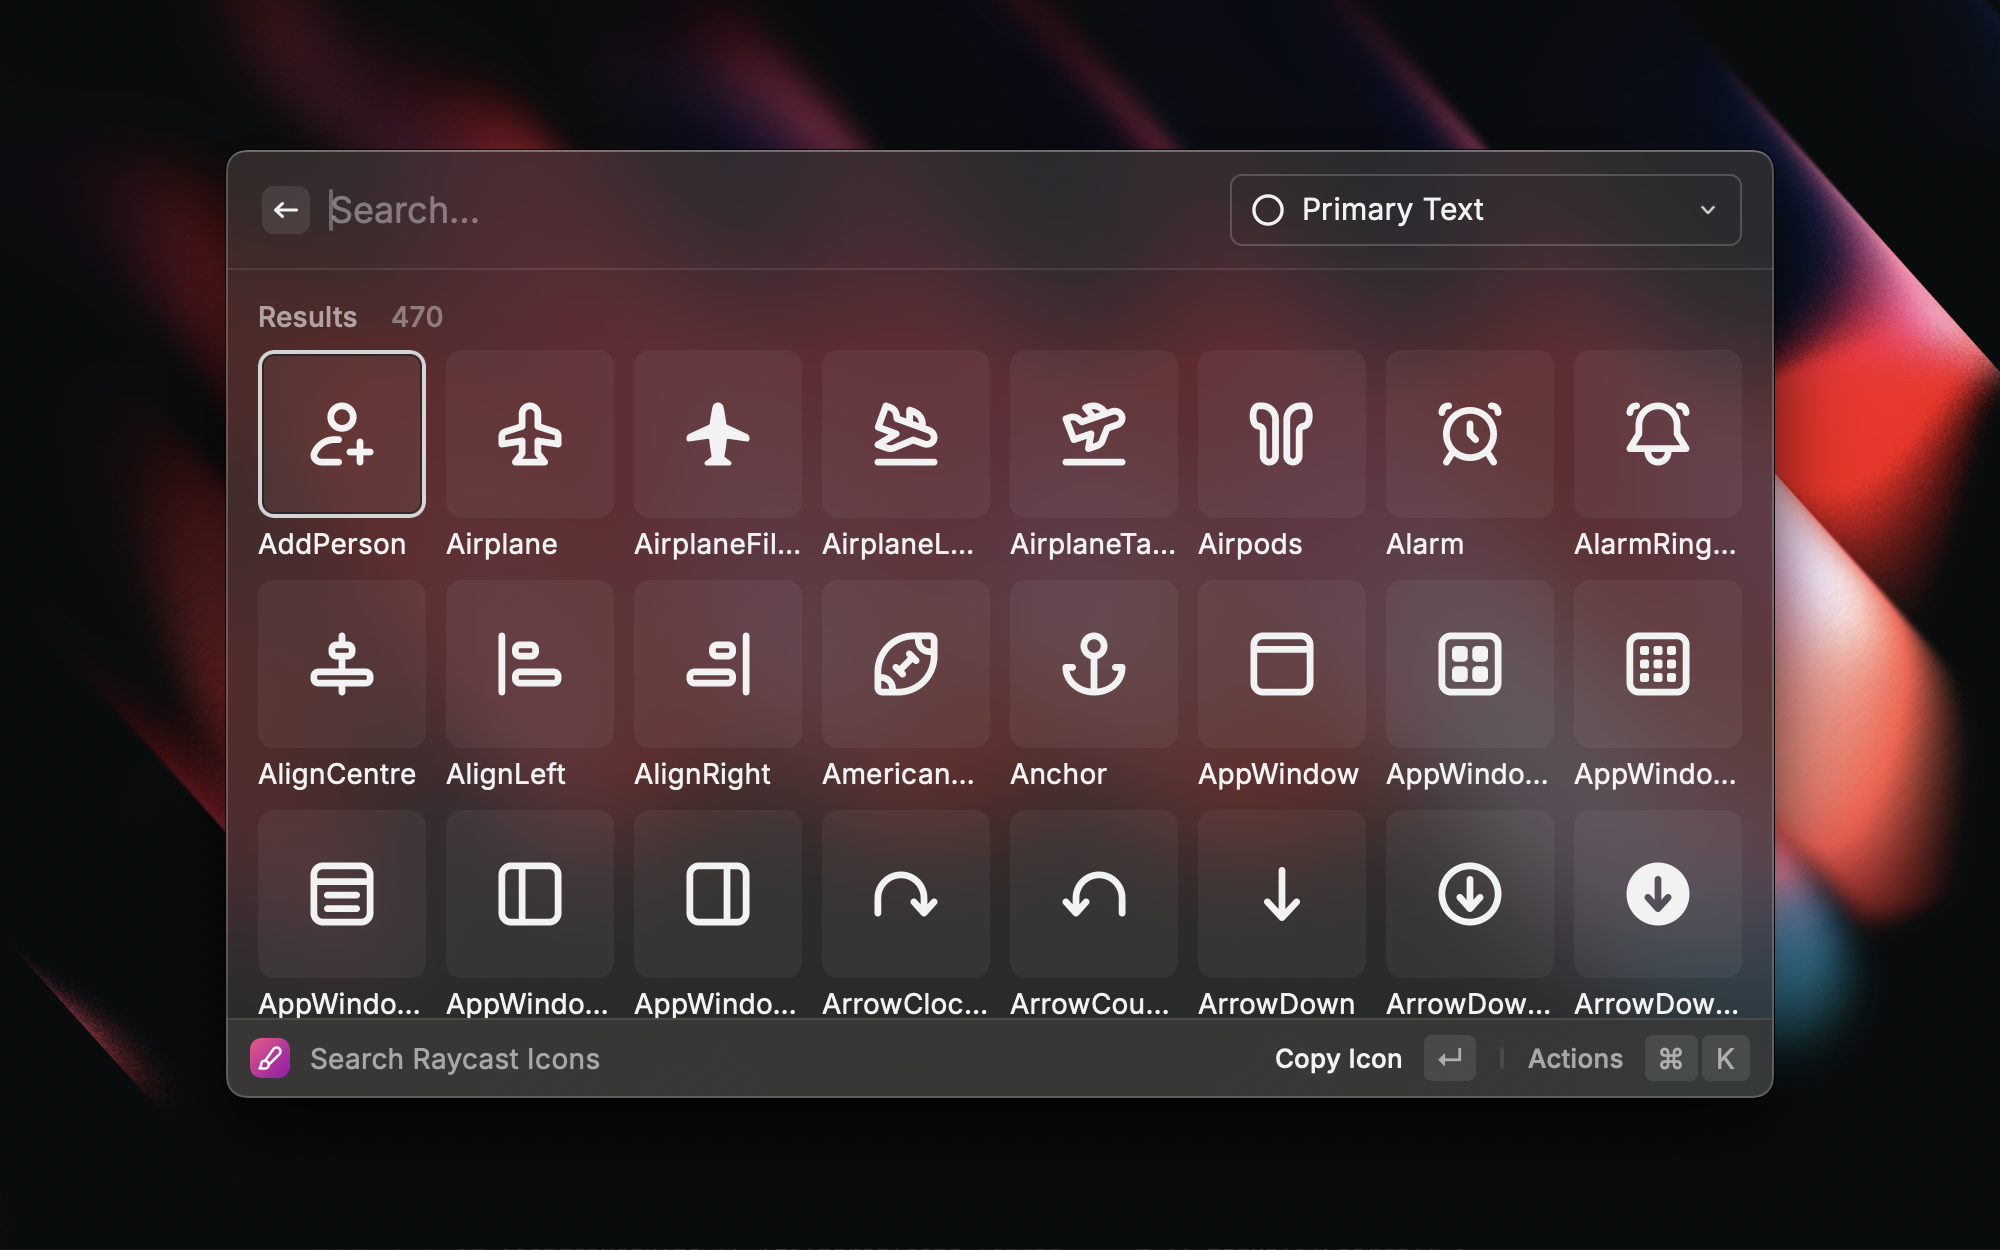 Search...
Primary Text
Results 470
AddPerson Airplane AirplaneFil... AirplaneL... AirplaneTa... Airpods Alarm AlarmRing...
AlignCentre AlignLeft AlignRight American... Anchor AppWindow AppWindo... AppWindo...
AppWindo... AppWindo... AppWindo... ArrowCloc... ArrowCou... ArrowDown ArrowDow... ArrowDow...
Search Raycast Icons
Copy Icon
Actions ⌘ K